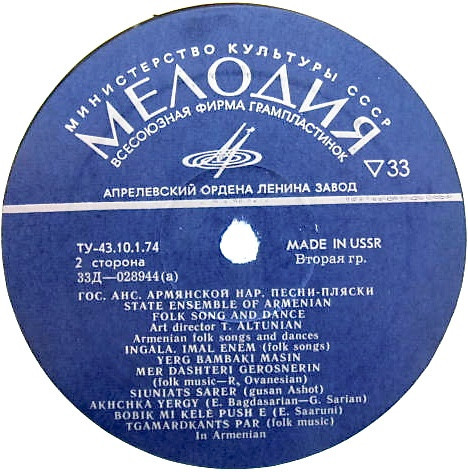 МИНИСТЕРСТВО КУЛЬТУРЫ СССР
МЕЛОДИЯ
ВСЕСОЮЗНАЯ ФИРМА ГРАМПЛАСТИНОК
▽33
АПРЕЛЕВСКИЙ ОРДЕНА ЛЕНИНА ЗАВОД
ТУ-43.10.1.74
MADE IN USSR
2 сторона
Вторая гр.
33Д—028944(а)
ГОС. АНС. АРМЯНСКОЙ НАР. ПЕСНИ-ПЛЯСКИ
STATE ENSEMBLE OF ARMENIAN
FOLK SONG AND DANCE
Art director T. ALTUNIAN
Armenian folk songs and dances
INGALA. IMAL ENEM (folk songs)
YERG BAMBAKI MASIN
MER DASHTERI GEROSNERIN
(folk music—R. Ovanesian)
SIUNIATS SARER (gusan Ashot)
AKHCHKA YERGY (E. Bagdasarian—G. Sarian)
BOBIK MI KELE PUSH E (E. Saaruni)
TGAMARDKANTS PAR (folk music)
In Armenian